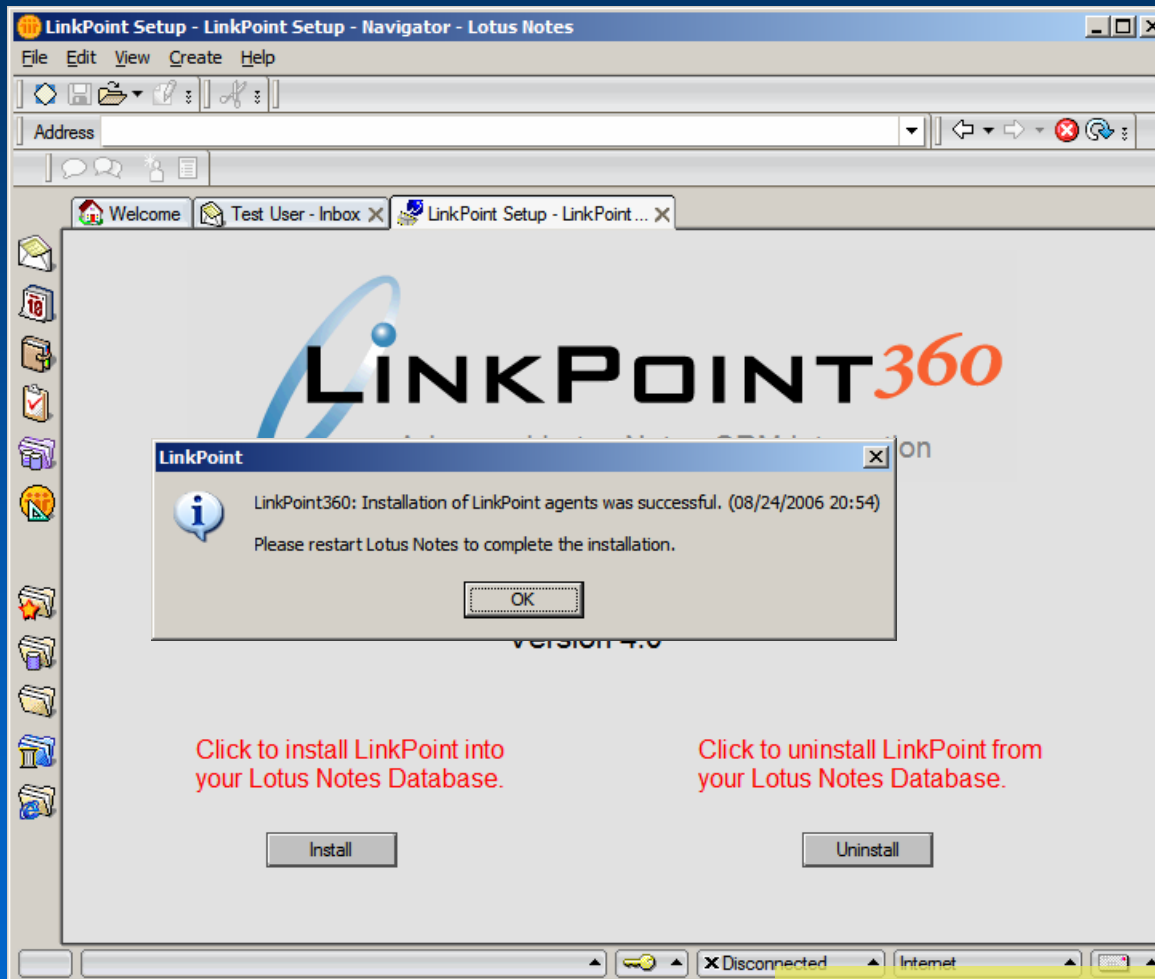 LinkPoint Setup - LinkPoint Setup - Navigator - Lotus Notes
File Edit View Create Help
Address
Welcome
Test User - Inbox
LinkPoint Setup - LinkPoint ...
LINKPOINT360
on
LinkPoint
LinkPoint360: Installation of LinkPoint agents was successful. (08/24/2006 20:54)
Please restart Lotus Notes to complete the installation.
OK
Click to install LinkPoint into
your Lotus Notes Database.
Click to uninstall LinkPoint from
your Lotus Notes Database.
Install
Uninstall
Disconnected
Internet